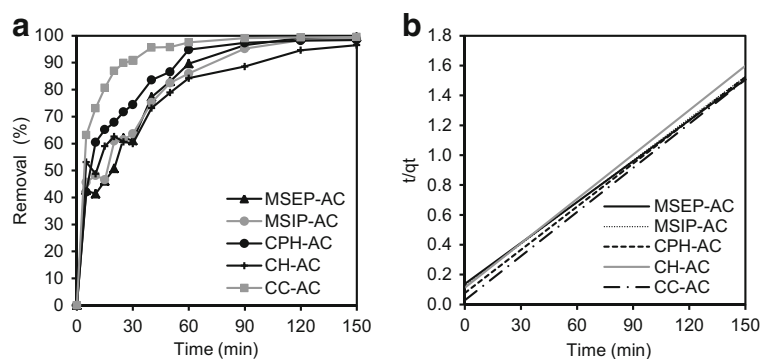 a
100
90
80
70
60
50
40
30
20
10
0
Removal (%)
0 30 60 90 120 150
Time (min)
MSEP-AC
MSIP-AC
CPH-AC
CH-AC
CC-AC
b
1.8
1.6
1.4
1.2
1.0
0.8
0.6
0.4
0.2
0.0
t/qt
0 30 60 90 120 150
Time (min)
MSEP-AC
MSIP-AC
CPH-AC
CH-AC
CC-AC